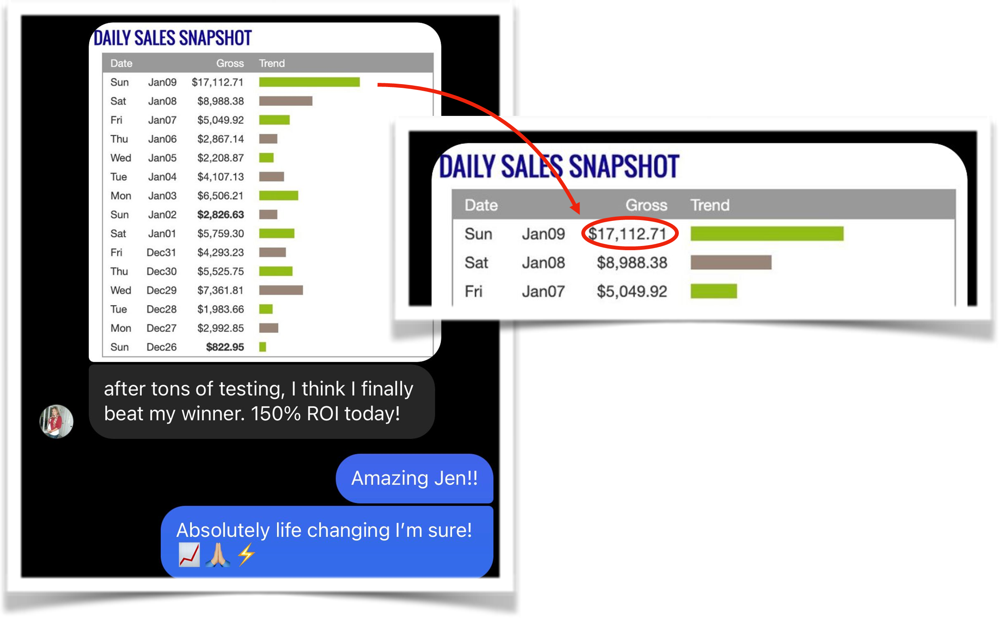 DAILY SALES SNAPSHOT
Date Gross Trend
Sun Jan09 $17,112.71
Sat Jan08 $8,988.38
Fri Jan07 $5,049.92
Thu Jan06 $2,867.14
Wed Jan05 $2,208.87
Tue Jan04 $4,107.13
Mon Jan03 $6,506.21
Sun Jan02 $2,826.63
Sat Jan01 $5,759.30
Fri Dec31 $4,293.23
Thu Dec30 $5,525.75
Wed Dec29 $7,361.81
Tue Dec28 $1,983.66
Mon Dec27 $2,992.85
Sun Dec26 $822.95
after tons of testing, I think I finally
beat my winner. 150% ROI today!
Amazing Jen!!
Absolutely life changing I’m sure!
📈🙏🏼⚡
DAILY SALES SNAPSHOT
Date Gross Trend
Sun Jan09 $17,112.71
Sat Jan08 $8,988.38
Fri Jan07 $5,049.92